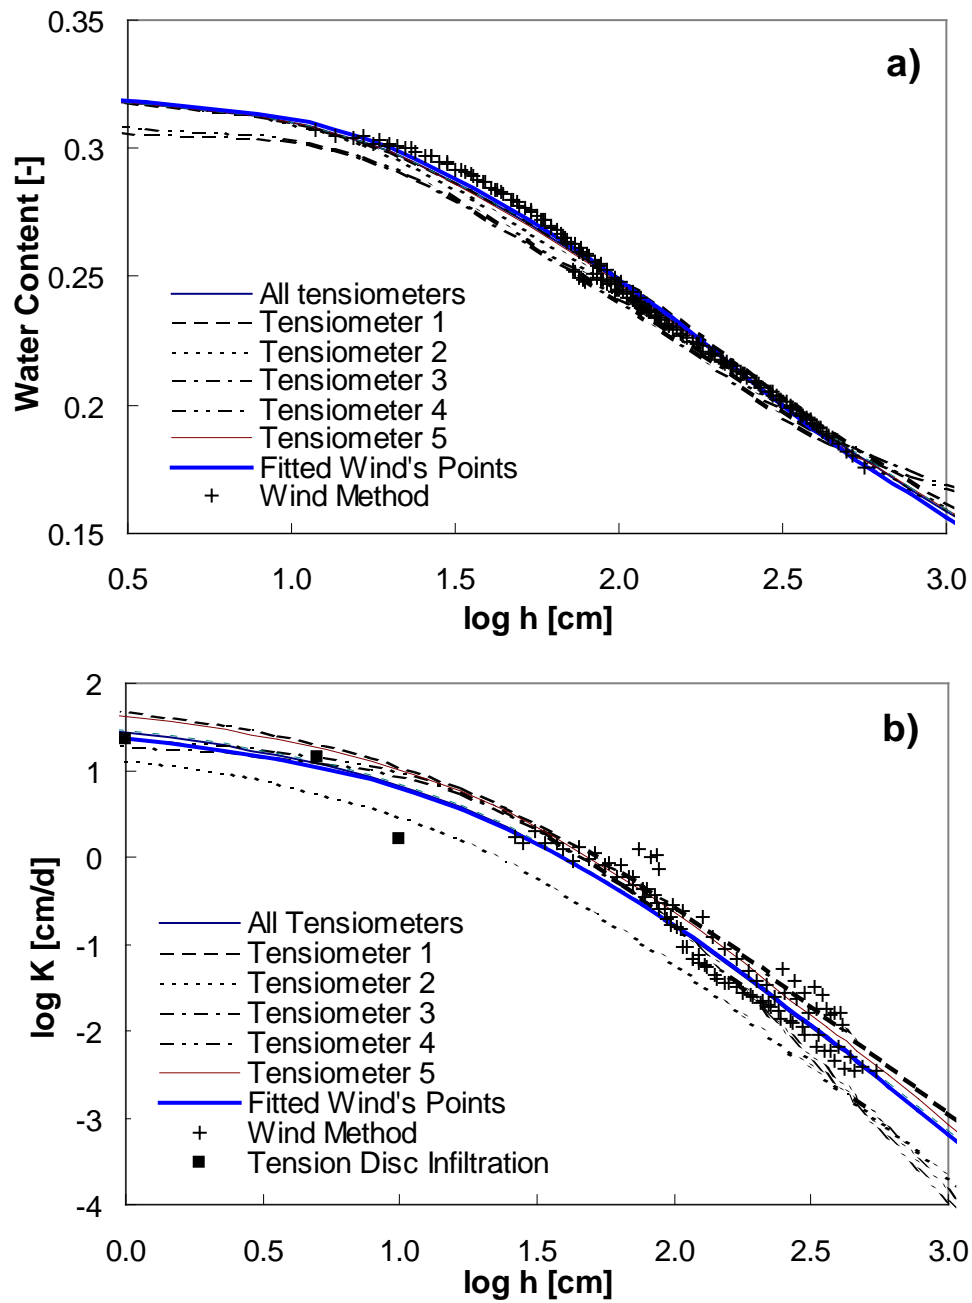 0.35
a)
0.3
Water Content [-]
0.25
All tensiometers
Tensiometer 1
Tensiometer 2
Tensiometer 3
0.2
Tensiometer 4
Tensiometer 5
Fitted Wind's Points
Wind Method
0.15
0.5 1.0 1.5 2.0 2.5 3.0
log h [cm]
2
b)
1
0
log K [cm/d]
All Tensiometers
-1
Tensiometer 1
Tensiometer 2
Tensiometer 3
-2
Tensiometer 4
Tensiometer 5
Fitted Wind's Points
-3
Wind Method
Tension Disc Infiltration
-4
0.0 0.5 1.0 1.5 2.0 2.5 3.0
log h [cm]